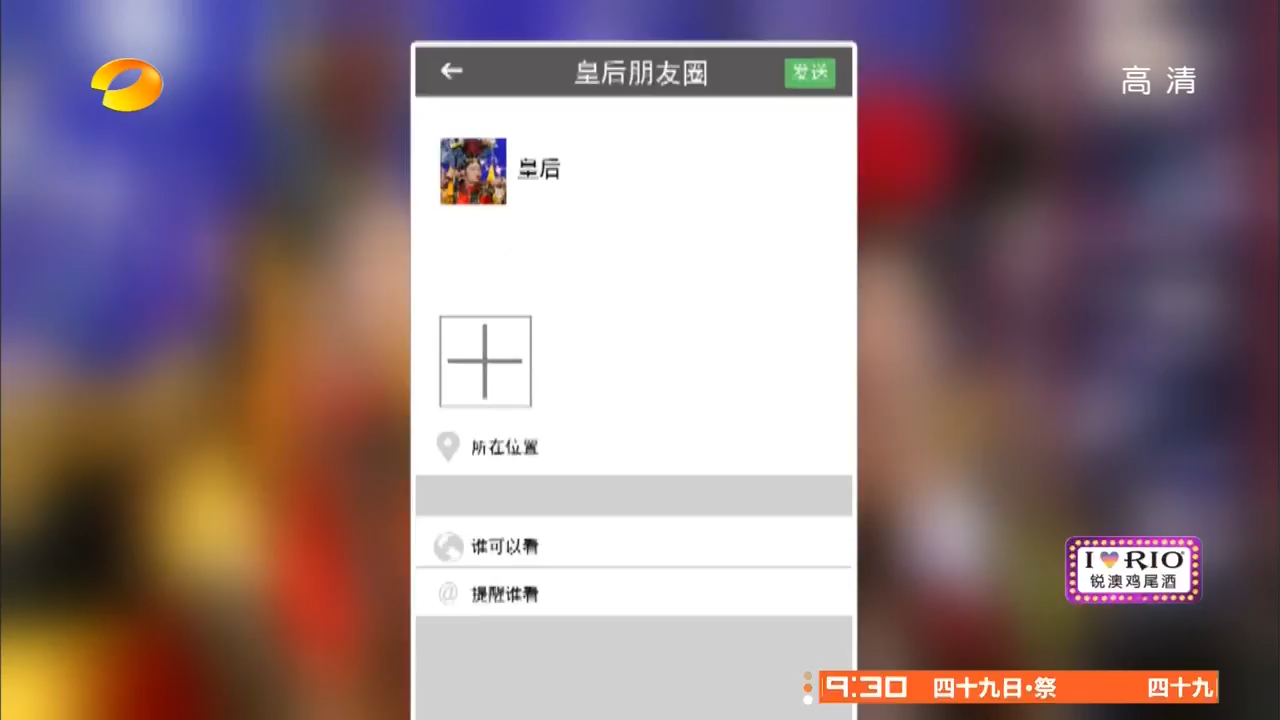 皇后朋友圈
发送
高清
皇后
所在位置
谁可以看
提醒谁看
@
I RIO
锐澳鸡尾酒
9:30 四十九日·祭 四十九